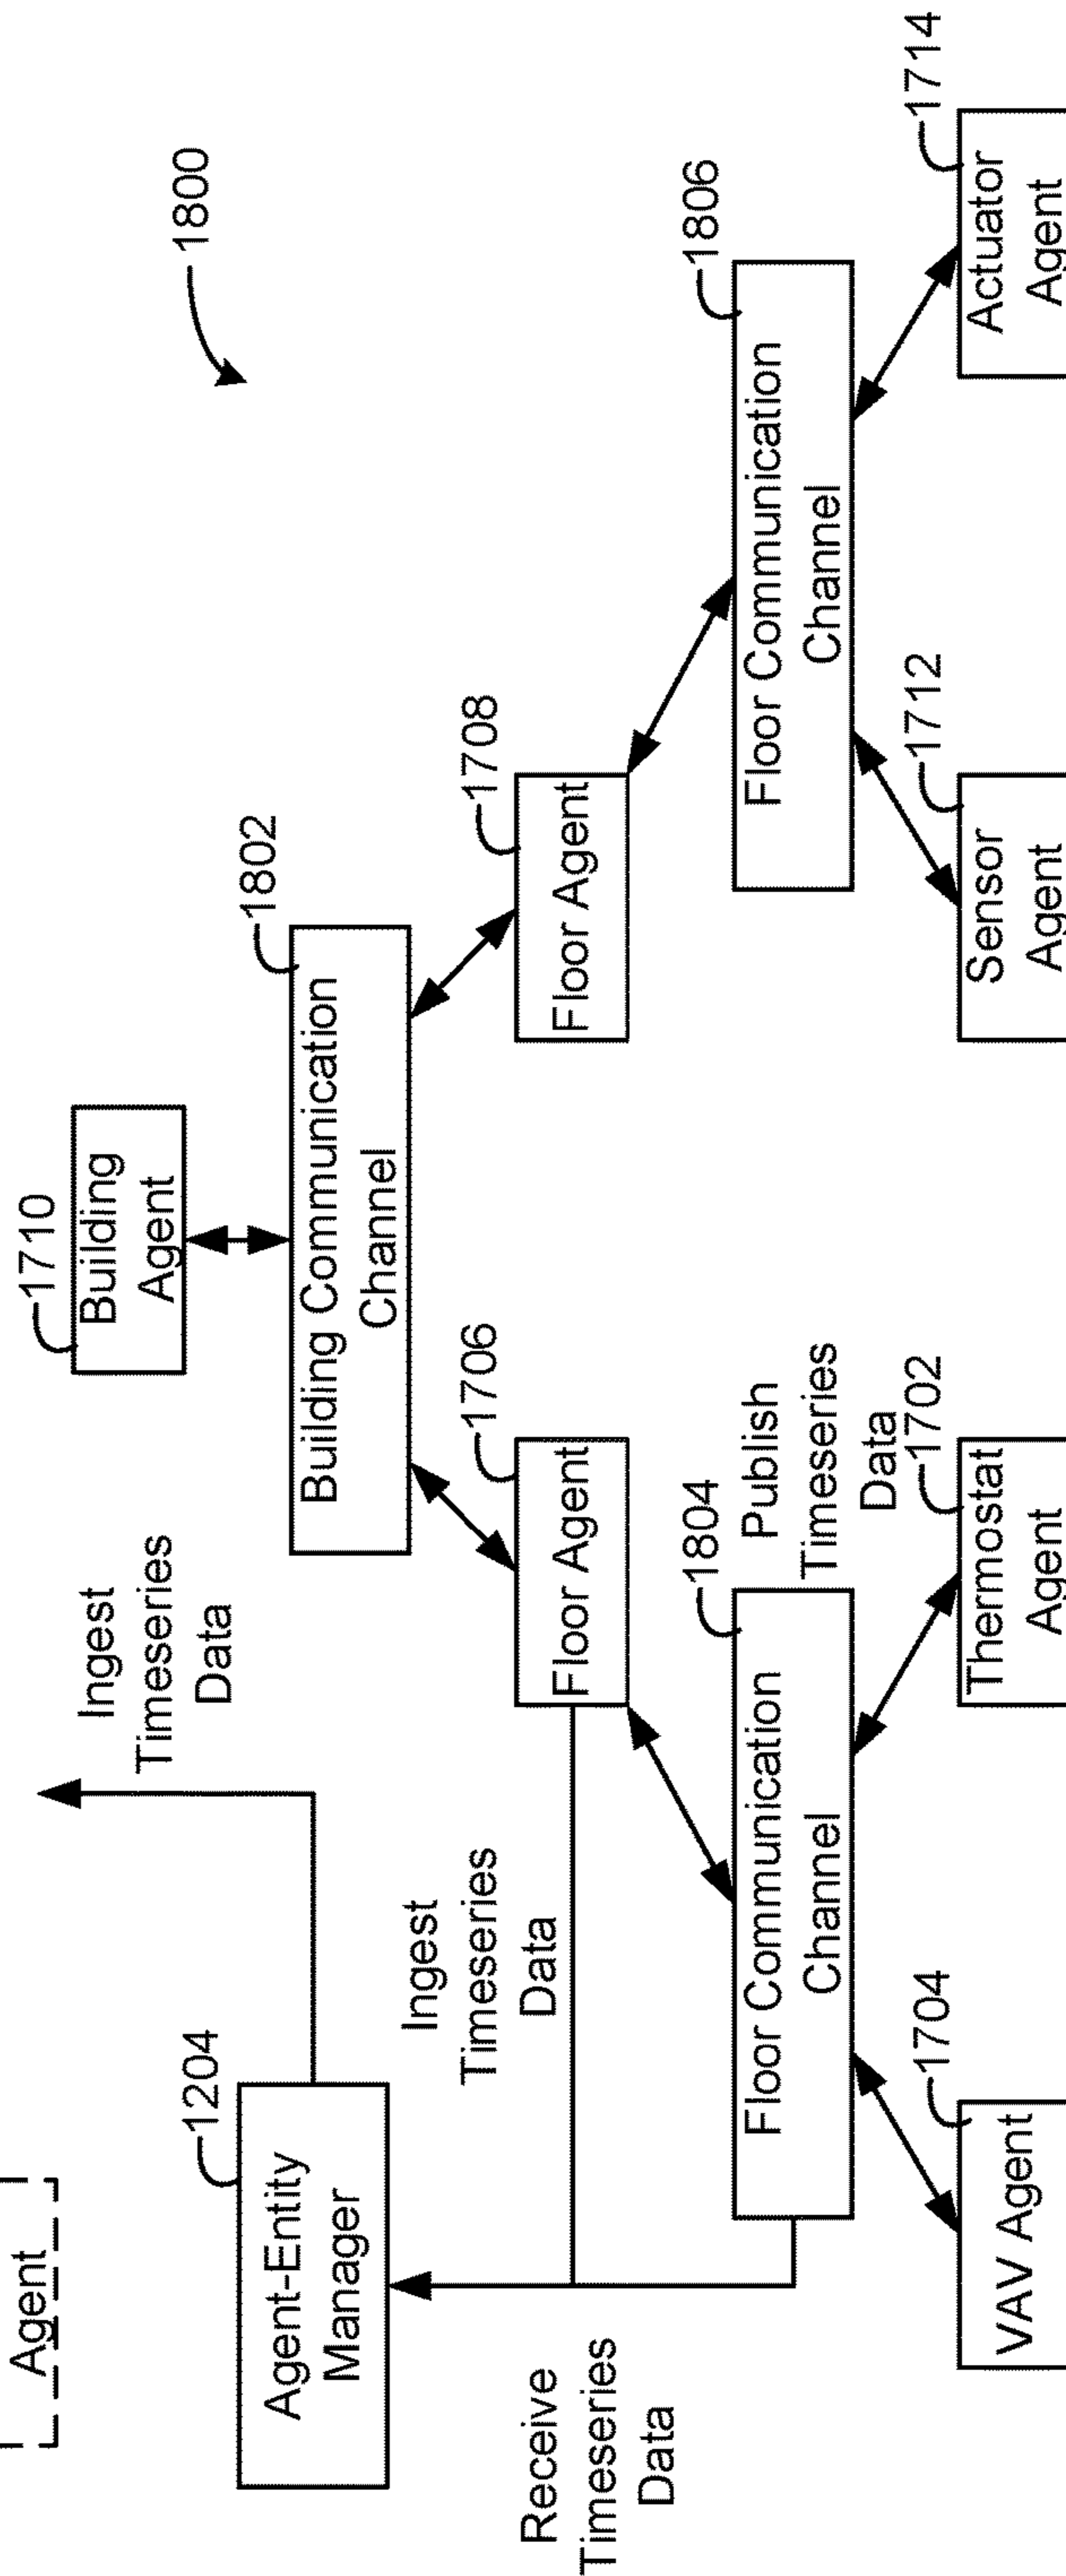 Agent
1204
Agent-Entity
Manager
Ingest
Timeseries
Data
1710
Building
Agent
1800
1802
Building Communication
Channel
Receive
Timeseries
Data
Ingest
Timeseries
Data
1706
Floor Agent
1708
Floor Agent
1804
Floor Communication
Channel
Publish
Timeseries
Data
1806
Floor Communication
Channel
1704
VAV Agent
1702
Thermostat
Agent
1712
Sensor
Agent
1714
Actuator
Agent